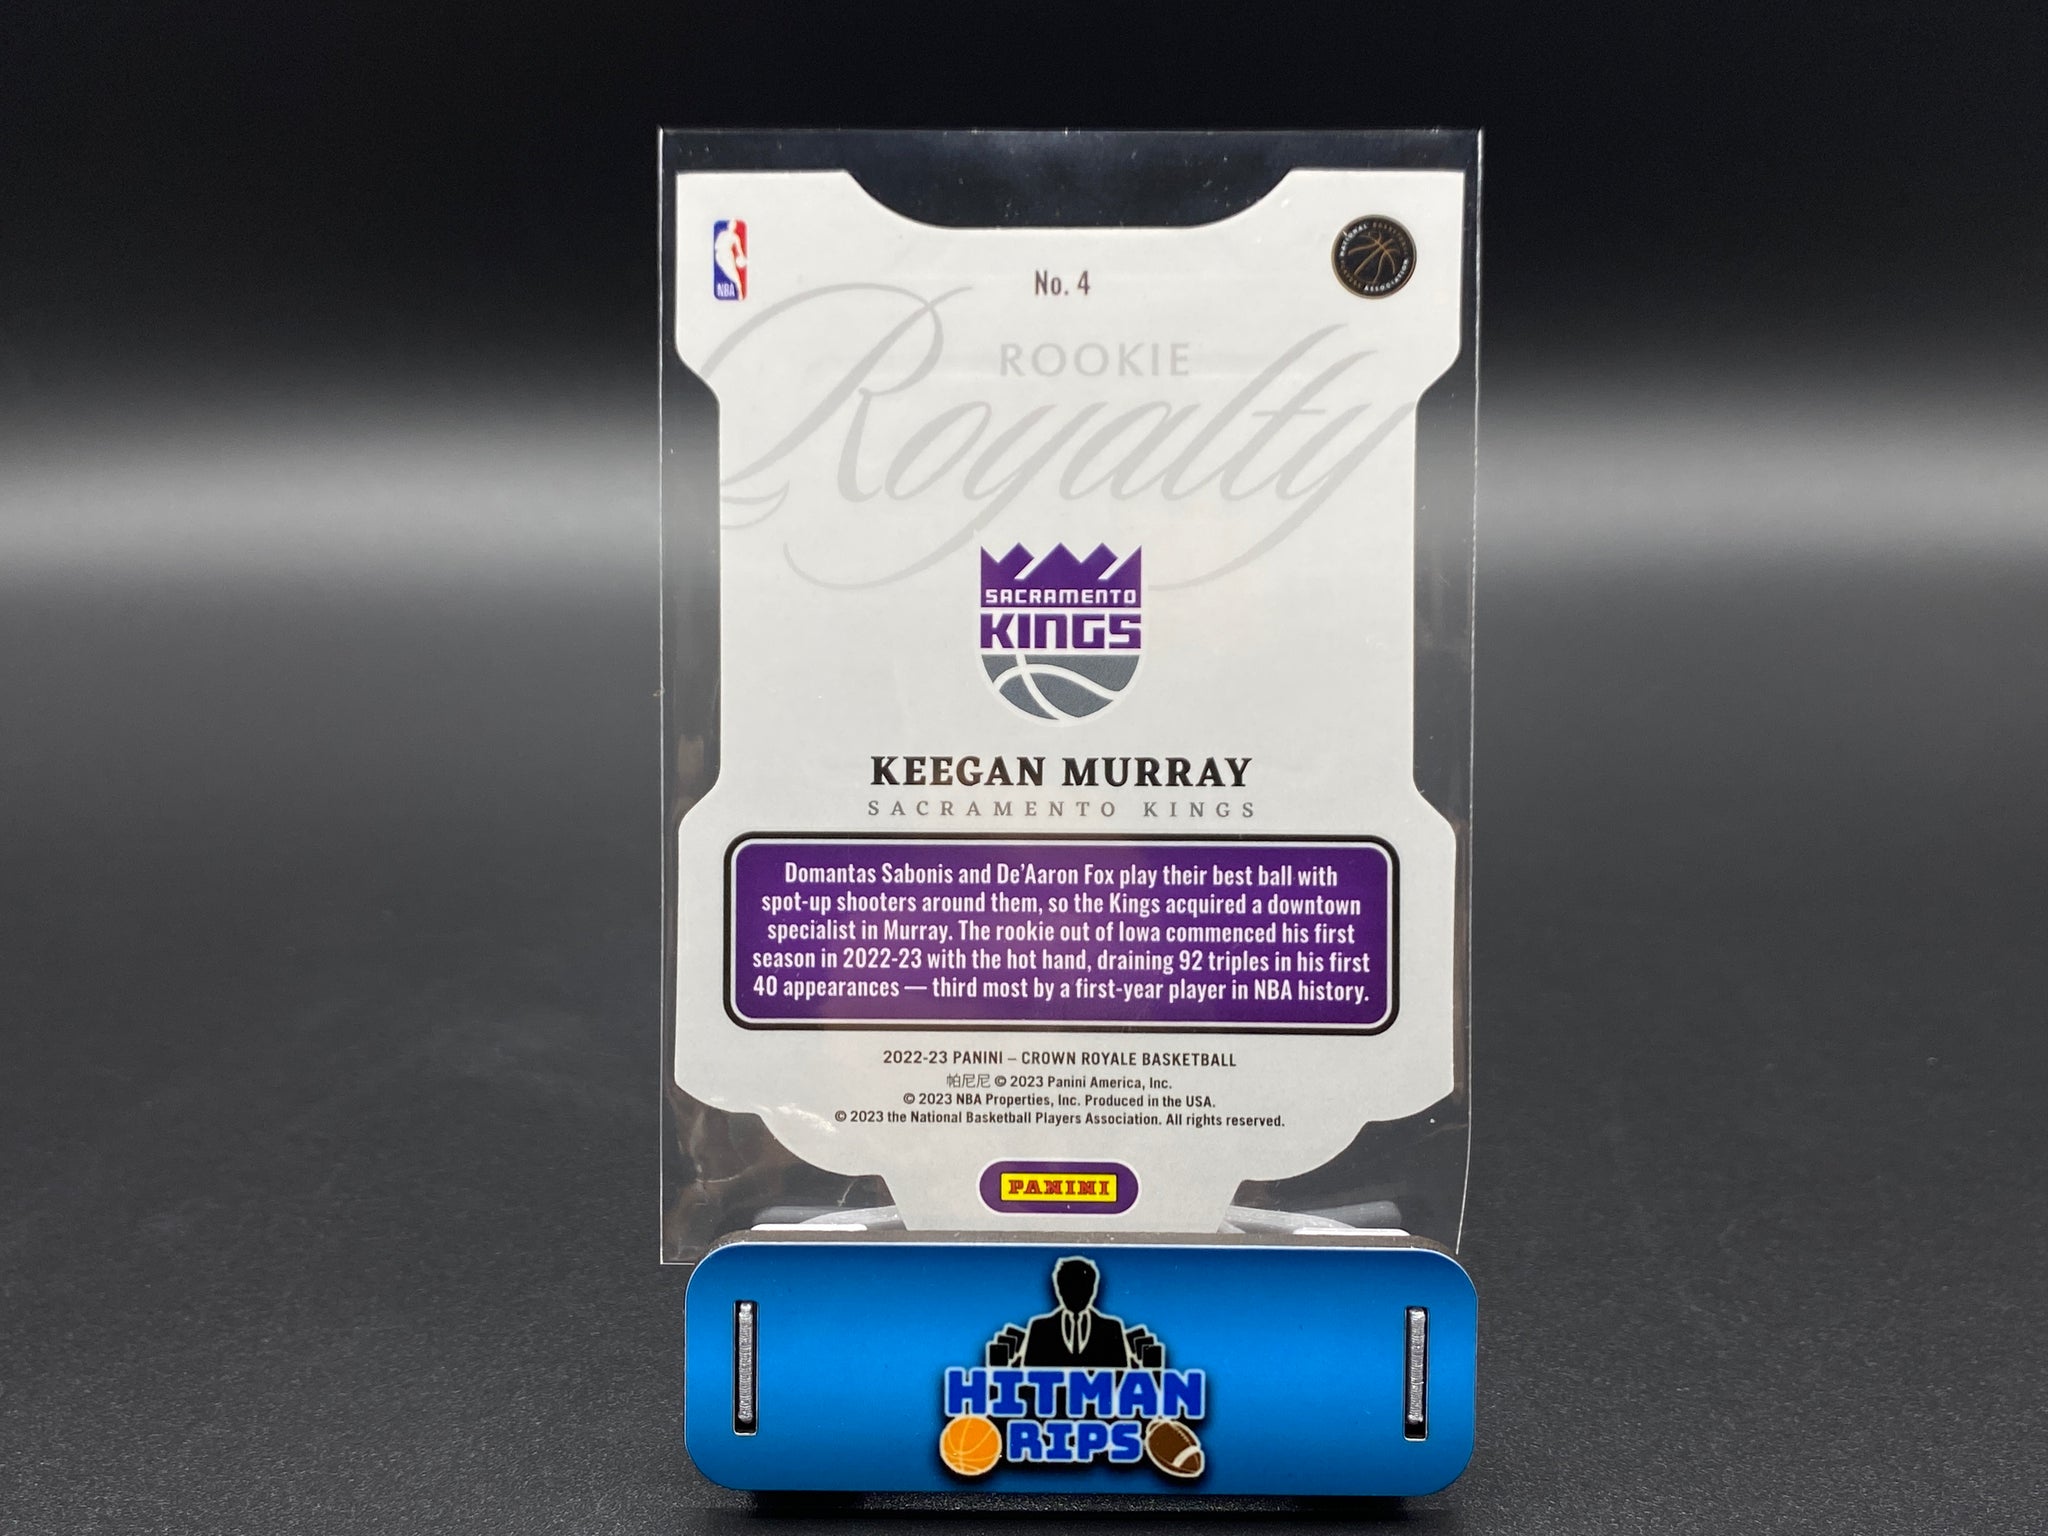 NBA
No. 4
NATIONAL BASKETBALL PLAYERS ASSOCIATION
ROOKIE
Royalty
SACRAMENTO
KINGS
KEEGAN MURRAY
SACRAMENTO KINGS
Domantas Sabonis and De'Aaron Fox play their best ball with
spot-up shooters around them, so the Kings acquired a downtown
specialist in Murray. The rookie out of Iowa commenced his first
season in 2022-23 with the hot hand, draining 92 triples in his first
40 appearances — third most by a first-year player in NBA history.
2022-23 PANINI – CROWN ROYALE BASKETBALL
帕尼尼 © 2023 Panini America, Inc.
© 2023 NBA Properties, Inc. Produced in the USA.
© 2023 the National Basketball Players Association. All rights reserved.
PANINI
HITMAN
RIPS